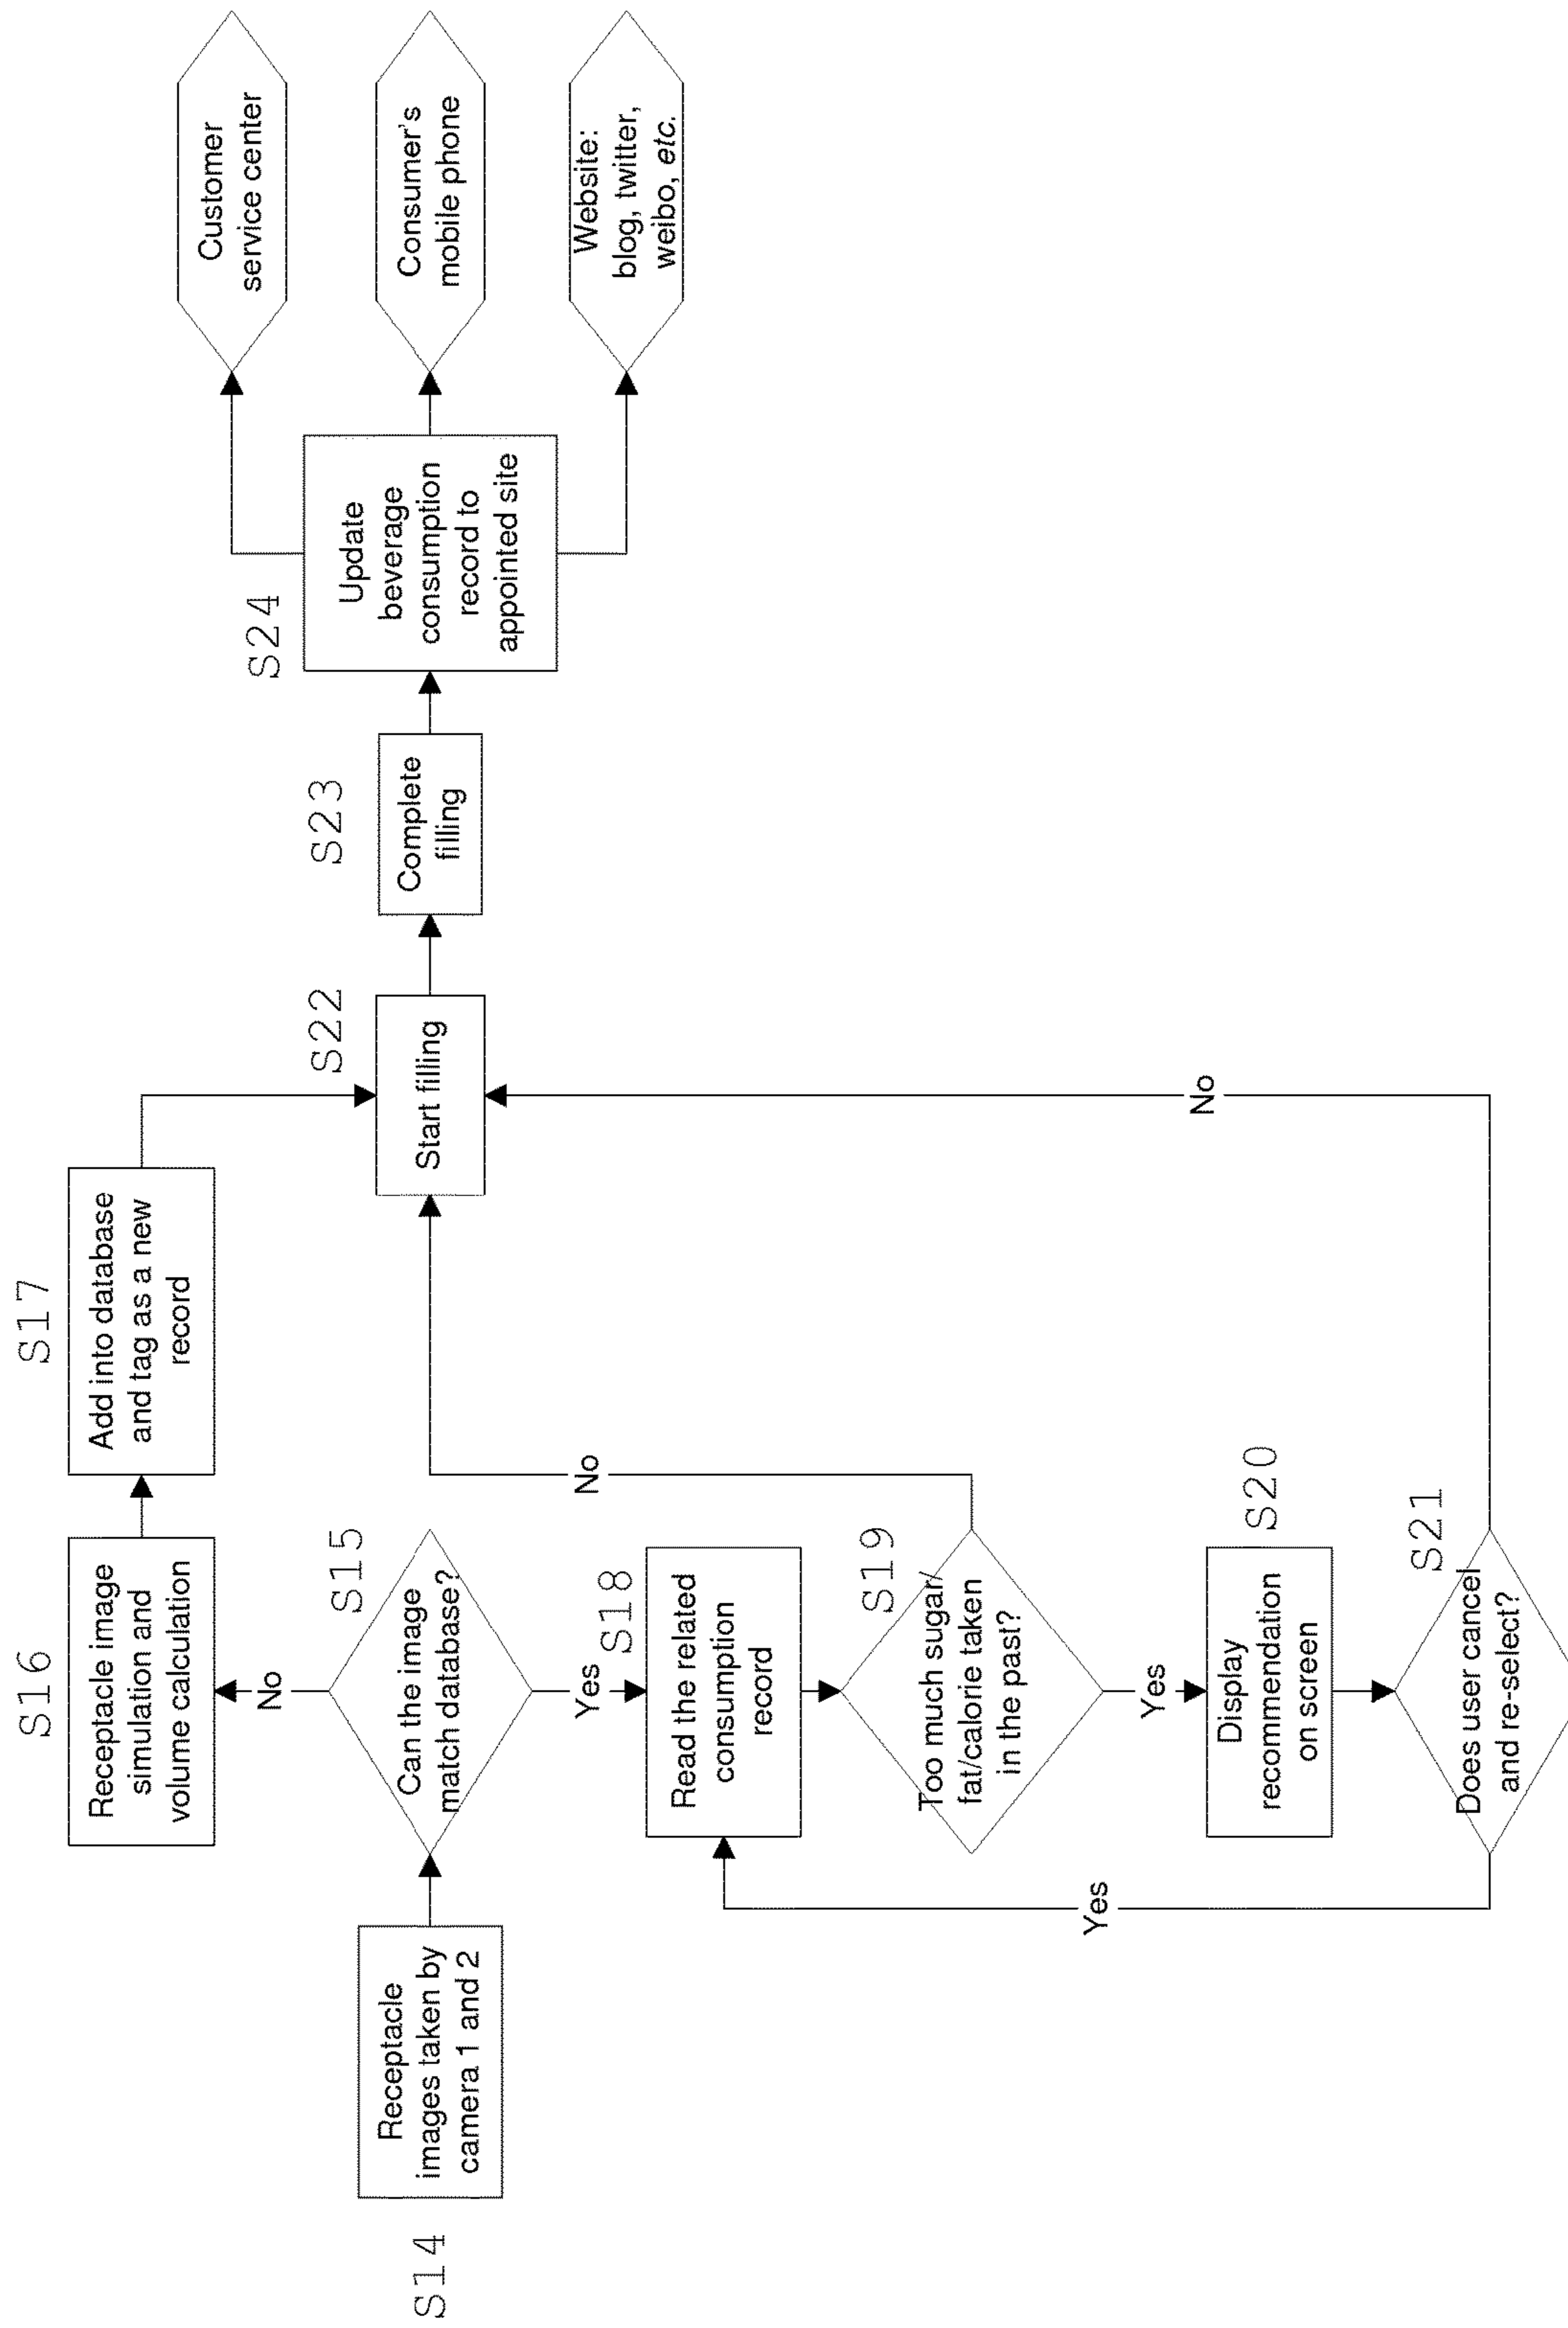 S14
Receptacle
images taken by
camera 1 and 2
S15
Can the image
match database?
No
S16
Receptacle image
simulation and
volume calculation
S17
Add into database
and tag as a new
record
Yes
S18
Read the related
consumption
record
S19
Too much sugar/
fat/calorie taken
in the past?
No
Yes
S20
Display
recommendation
on screen
S21
Does user cancel
and re-select?
Yes
No
S22
Start filling
S23
Complete
filling
S24
Update
beverage
consumption
record to
appointed site
Customer
service center
Consumer's
mobile phone
Website:
blog, twitter,
weibo, etc.